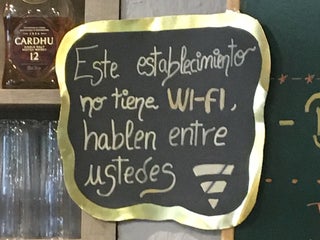 CARDHU
12
Este establecimiento
no tiene WI-FI,
hablen entre
ustedes